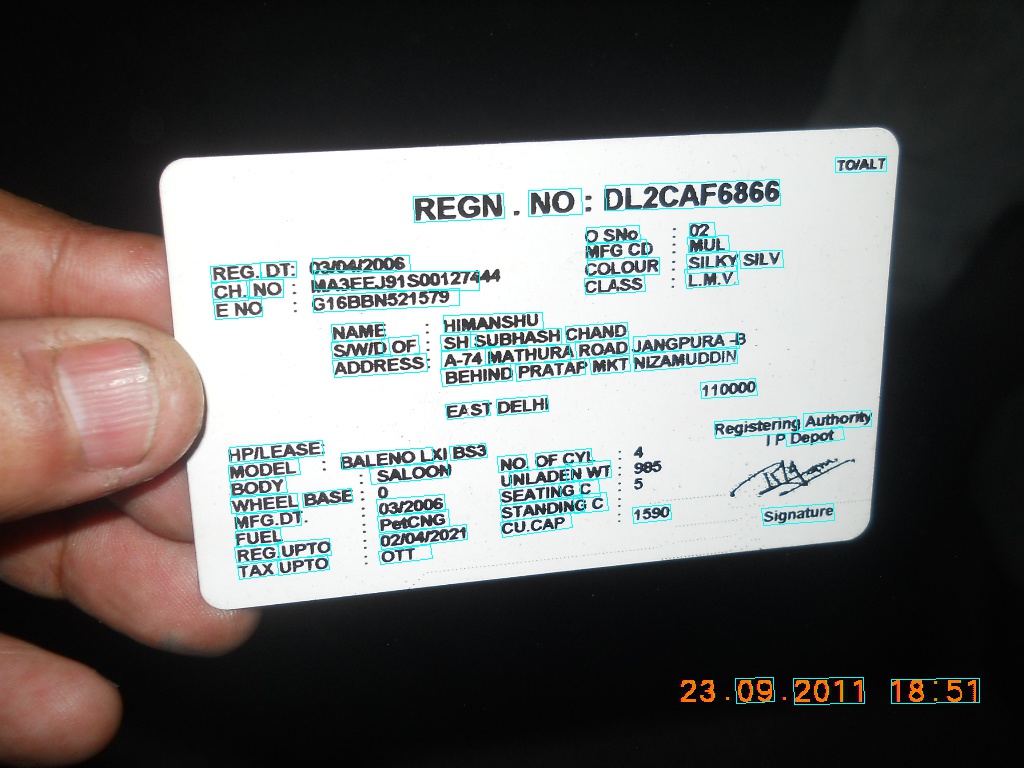 TO/ALT
REGN . NO : DL2CAF6866
O SNo : 02
MFG CD : MUL
COLOUR : SILKY SILV
CLASS : L.M.V.
REG. DT: 03/04/2006
CH. NO : MA3EEJ91S00127444
E NO : G16BBN521579
NAME : HIMANSHU
S/W/D OF : SH SUBHASH CHAND
ADDRESS: A-74 MATHURA ROAD JANGPURA -B
BEHIND PRATAP MKT NIZAMUDDIN
EAST DELHI 110000
Registering Authority
I P Depot
HP/LEASE:
MODEL : BALENO LXI BS3
BODY : SALOON
WHEEL BASE : 0
MFG.DT. : 03/2006
FUEL : PetCNG
REG.UPTO : 02/04/2021
TAX UPTO : OTT
NO. OF CYL : 4
UNLADEN WT : 985
SEATING C : 5
STANDING C :
CU.CAP : 1590
Signature
23.09.2011 18:51